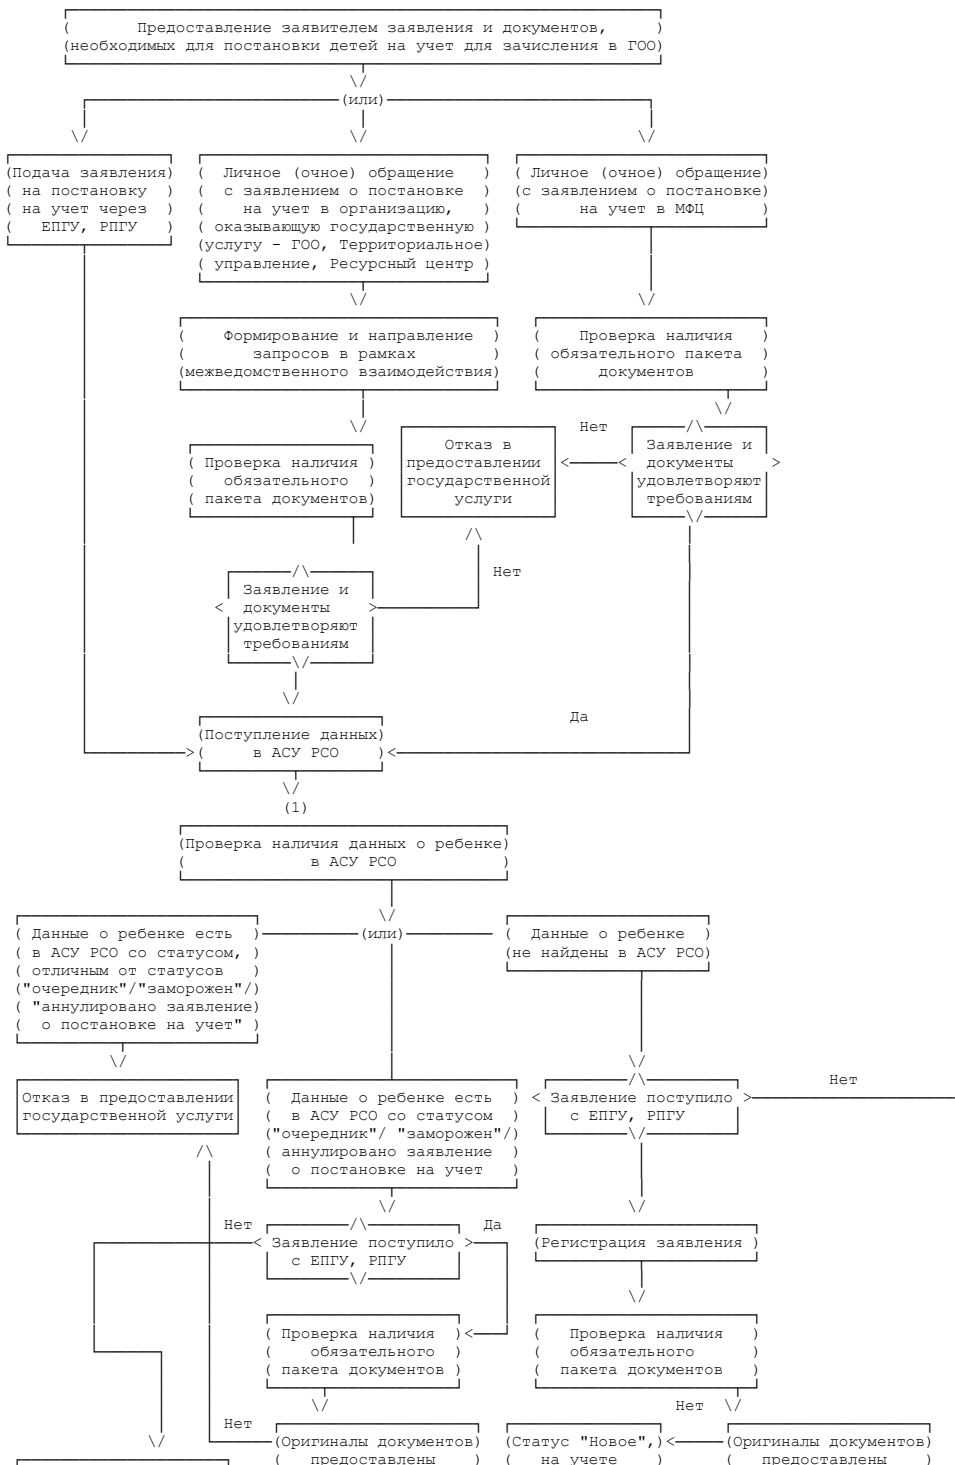 Предоставление заявителем заявления и документов,
(необходимых для постановки детей на учет для зачисления в ГОО)
(или)
(Подача заявления)
( на постановку )
( на учет через )
( ЕПГУ, РПГУ )
( Личное (очное) обращение )
( с заявлением о постановке )
( на учет в организацию, )
( оказывающую государственную )
(услугу - ГОО, Территориальное)
( управление, Ресурсный центр )
( Личное (очное) обращение)
(с заявлением о постановке)
( на учет в МФЦ )
( Формирование и направление )
( запросов в рамках )
(межведомственного взаимодействия)
( Проверка наличия )
( обязательного пакета )
( документов )
( Проверка наличия )
( обязательного )
( пакета документов)
Отказ в
предоставлении
государственной
услуги
Нет
Заявление и
документы
удовлетворяют
требованиям
Нет
Заявление и
документы
удовлетворяют
требованиям
Да
(Поступление данных)
( в АСУ РСО )
(1)
(Проверка наличия данных о ребенке)
( в АСУ РСО )
( Данные о ребенке есть )
( в АСУ РСО со статусом, )
( отличным от статусов )
("очередник"/"заморожен"/)
( "аннулировано заявление)
( о постановке на учет" )
(или)
( Данные о ребенке )
(не найдены в АСУ РСО)
Отказ в предоставлении
государственной услуги
( Данные о ребенке есть )
( в АСУ РСО со статусом )
("очередник"/ "заморожен"/)
( аннулировано заявление )
( о постановке на учет )
< Заявление поступило >
с ЕПГУ, РПГУ
Нет
Нет
< Заявление поступило >
с ЕПГУ, РПГУ
Да
(Регистрация заявления )
( Проверка наличия )
( обязательного )
( пакета документов )
( Проверка наличия )
( обязательного )
( пакета документов )
Нет
(Оригиналы документов)
( предоставлены )
(Статус "Новое",)
( на учете )
Нет
(Оригиналы документов)
( предоставлены )